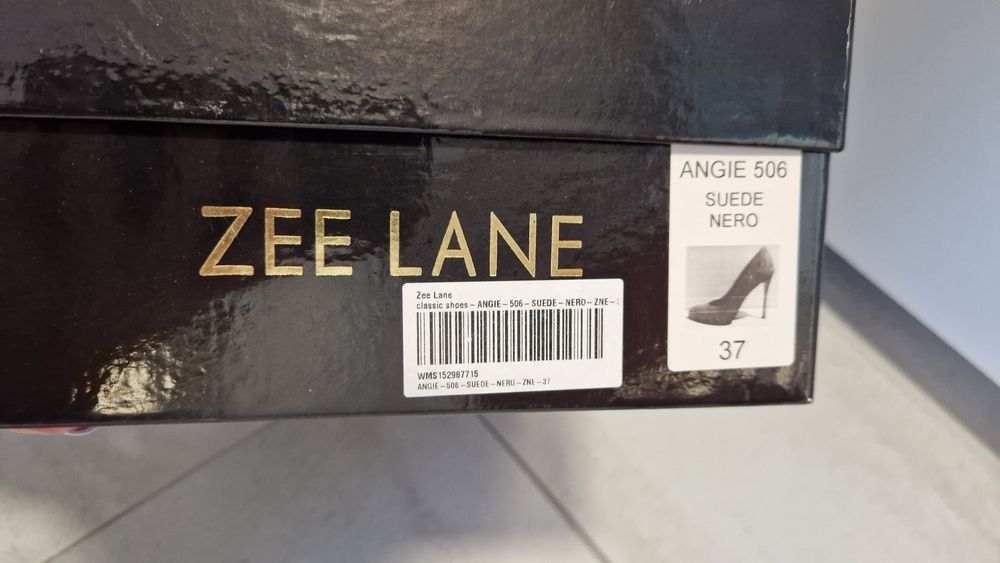 ZEE LANE
Zee Lane
classic shoes – ANGIE – 506 – SUEDE – NERO – ZNE –
WMS152987715
ANGIE – 506 – SUEDE – NERO – ZNE – 37
ANGIE 506
SUEDE
NERO
37